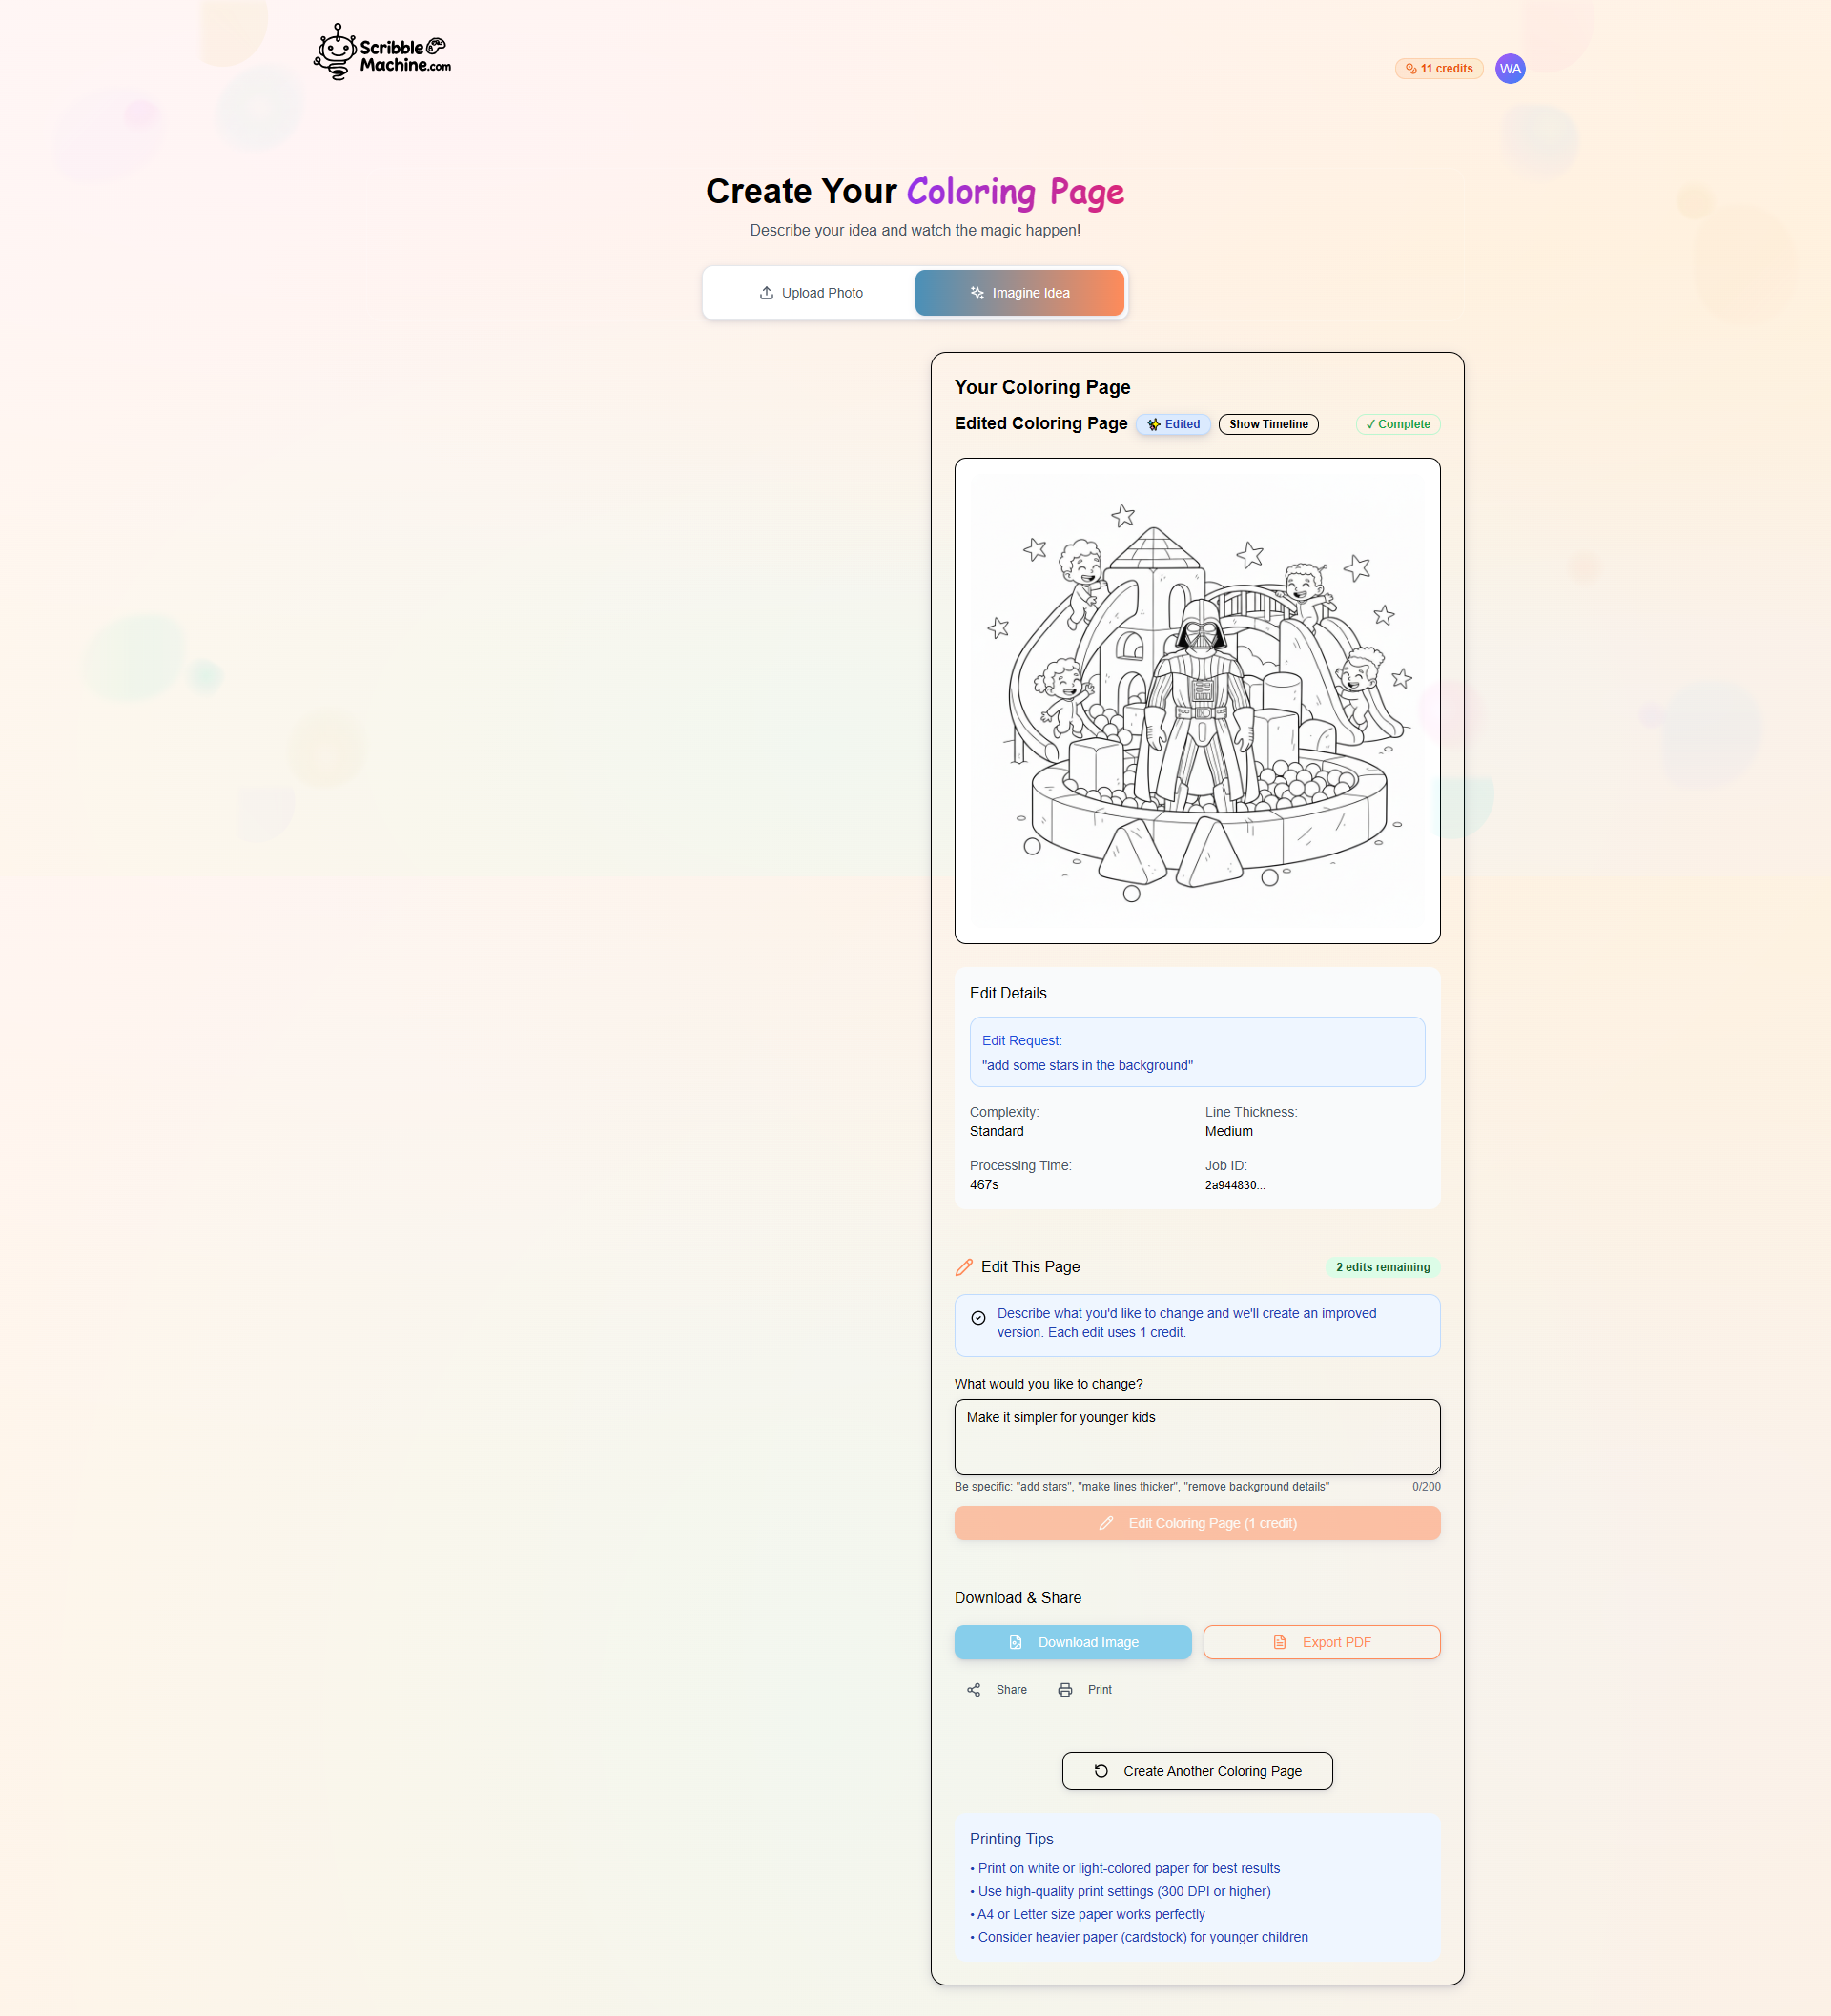 Scribble
Machine.com
11 credits
WA
Create Your Coloring Page
Describe your idea and watch the magic happen!
Upload Photo
Imagine Idea
Your Coloring Page
Edited Coloring Page
✨ Edited
Show Timeline
✓ Complete
Edit Details
Edit Request:
"add some stars in the background"
Complexity:
Standard
Line Thickness:
Medium
Processing Time:
467s
Job ID:
2a944830...
Edit This Page
2 edits remaining
Describe what you'd like to change and we'll create an improved
version. Each edit uses 1 credit.
What would you like to change?
Make it simpler for younger kids
Be specific: "add stars", "make lines thicker", "remove background details"
0/200
Edit Coloring Page (1 credit)
Download & Share
Download Image
Export PDF
Share
Print
Create Another Coloring Page
Printing Tips
• Print on white or light-colored paper for best results
• Use high-quality print settings (300 DPI or higher)
• A4 or Letter size paper works perfectly
• Consider heavier paper (cardstock) for younger children